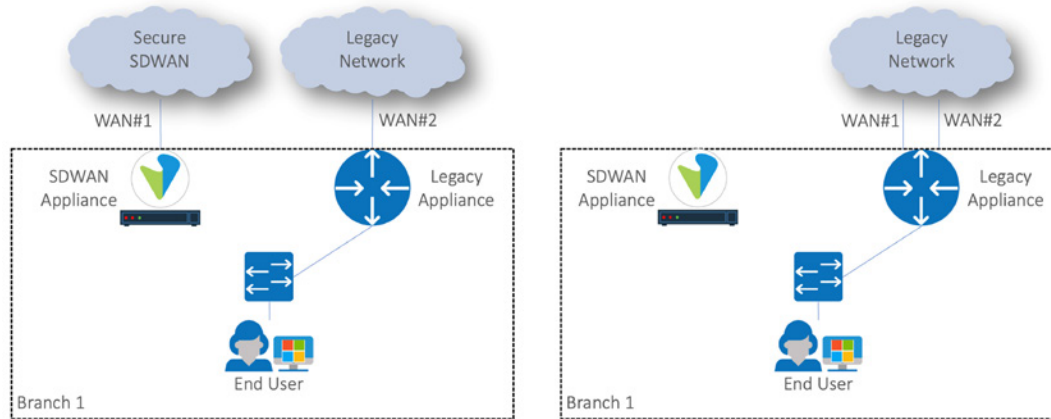 Secure
SDWAN
Legacy
Network
WAN#1
WAN#2
SDWAN
Appliance
Legacy
Appliance
End User
Branch 1
Legacy
Network
WAN#1
WAN#2
SDWAN
Appliance
Legacy
Appliance
End User
Branch 1